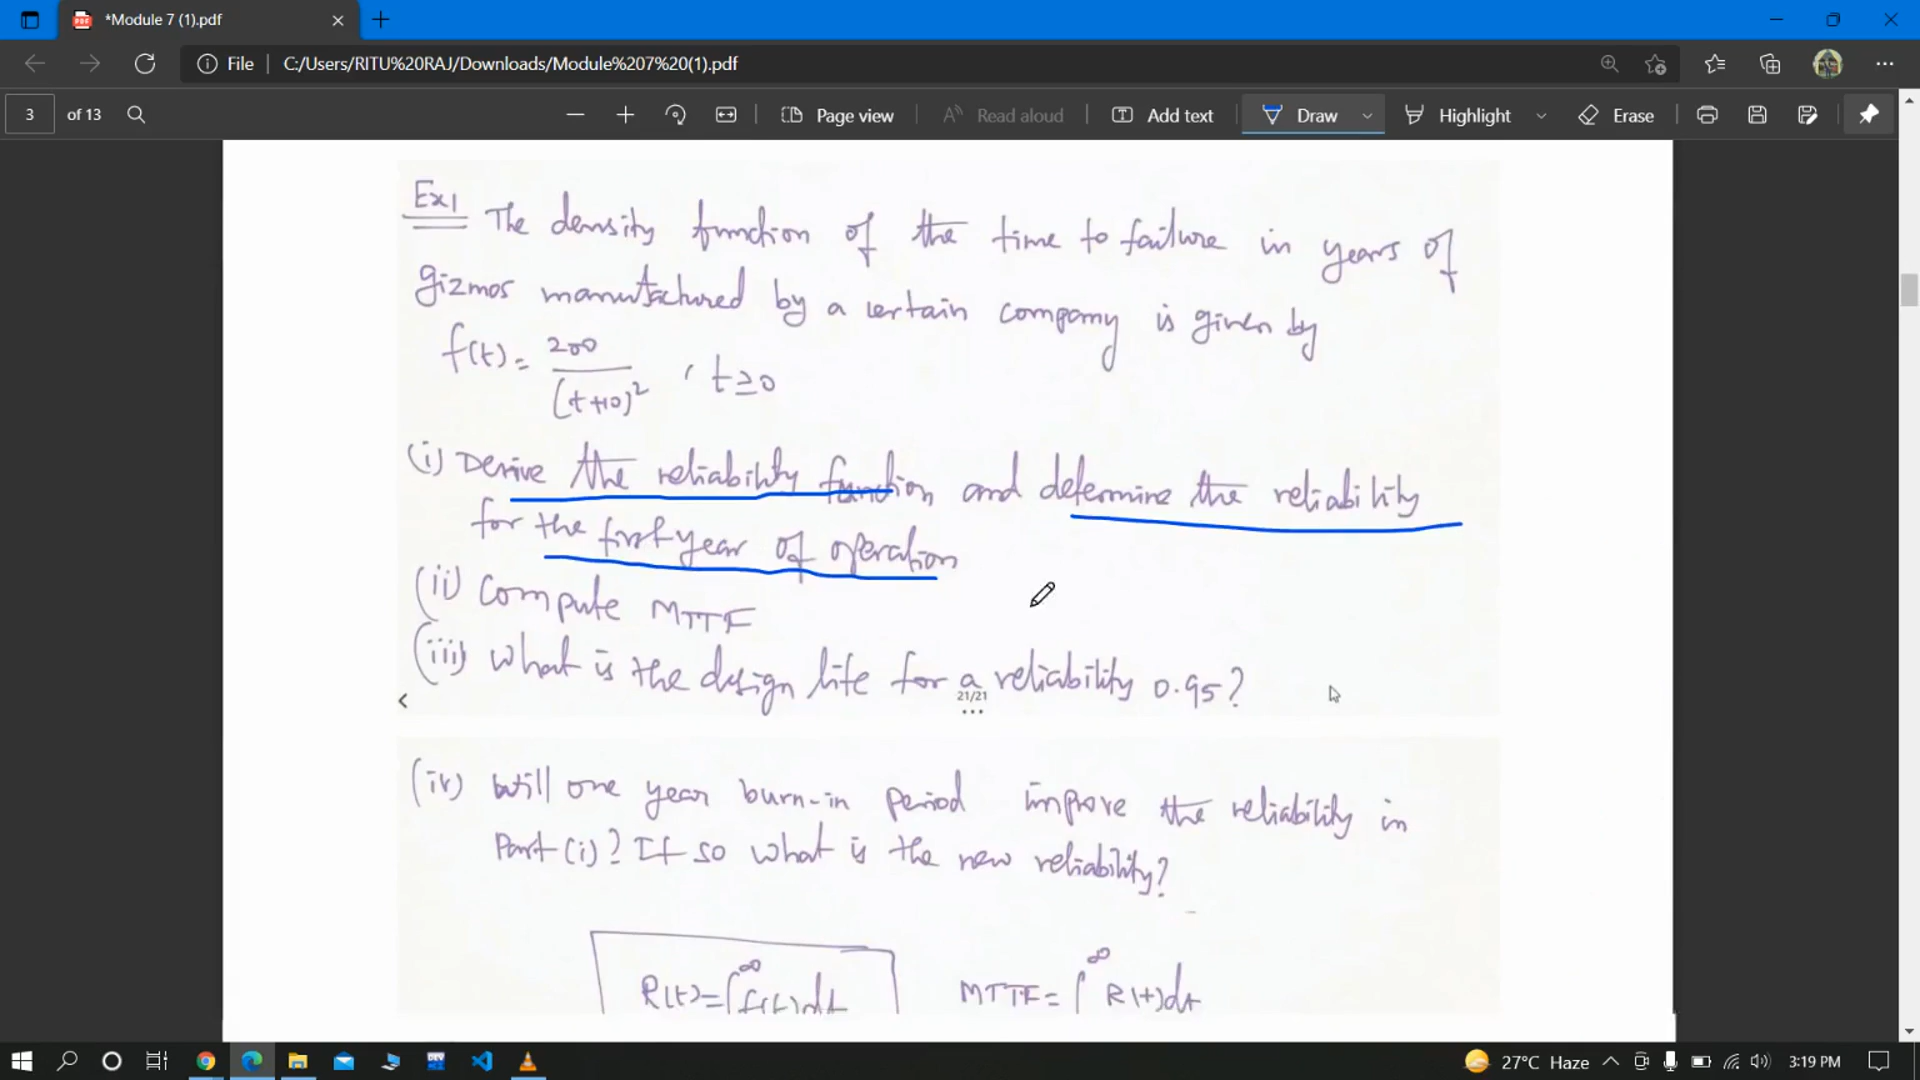 *Module 7 (1).pdf
File C:/Users/RITU%20RAJ/Downloads/Module%207%20(1).pdf
3 of 13 Page view Read aloud Add text Draw Highlight Erase
Ex1 The density function of the time to failure in years of
gizmos manufactured by a certain company is given by
f(t) = 200/(t+10)², t≥0
(i) Derive the reliability function and determine the reliability
for the first year of operation
(ii) Compute MTTF
(iii) What is the design life for a reliability 0.95?
21/21
(iv) Will one year burn-in period improve the reliability in
Part (i)? If so what is the new reliability?
R(t)=∫^∞ f(t)dt MTTF=∫^∞ R(t)dt
27°C Haze 3:19 PM